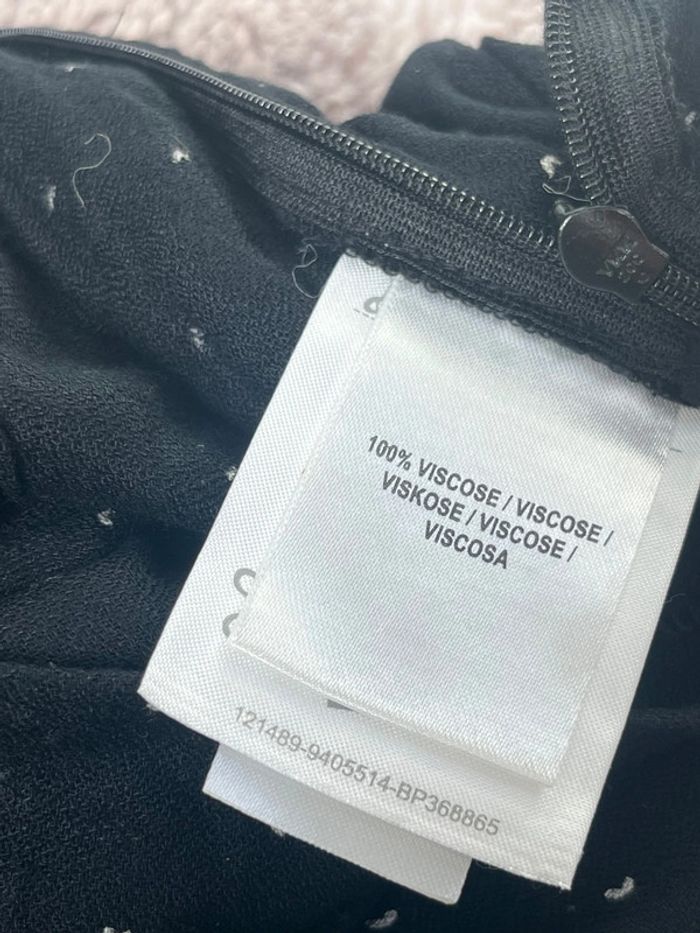 100% VISCOSE / VISCOSE /
VISKOSE / VISCOSE /
VISCOSA
121489-9405514-BP368865